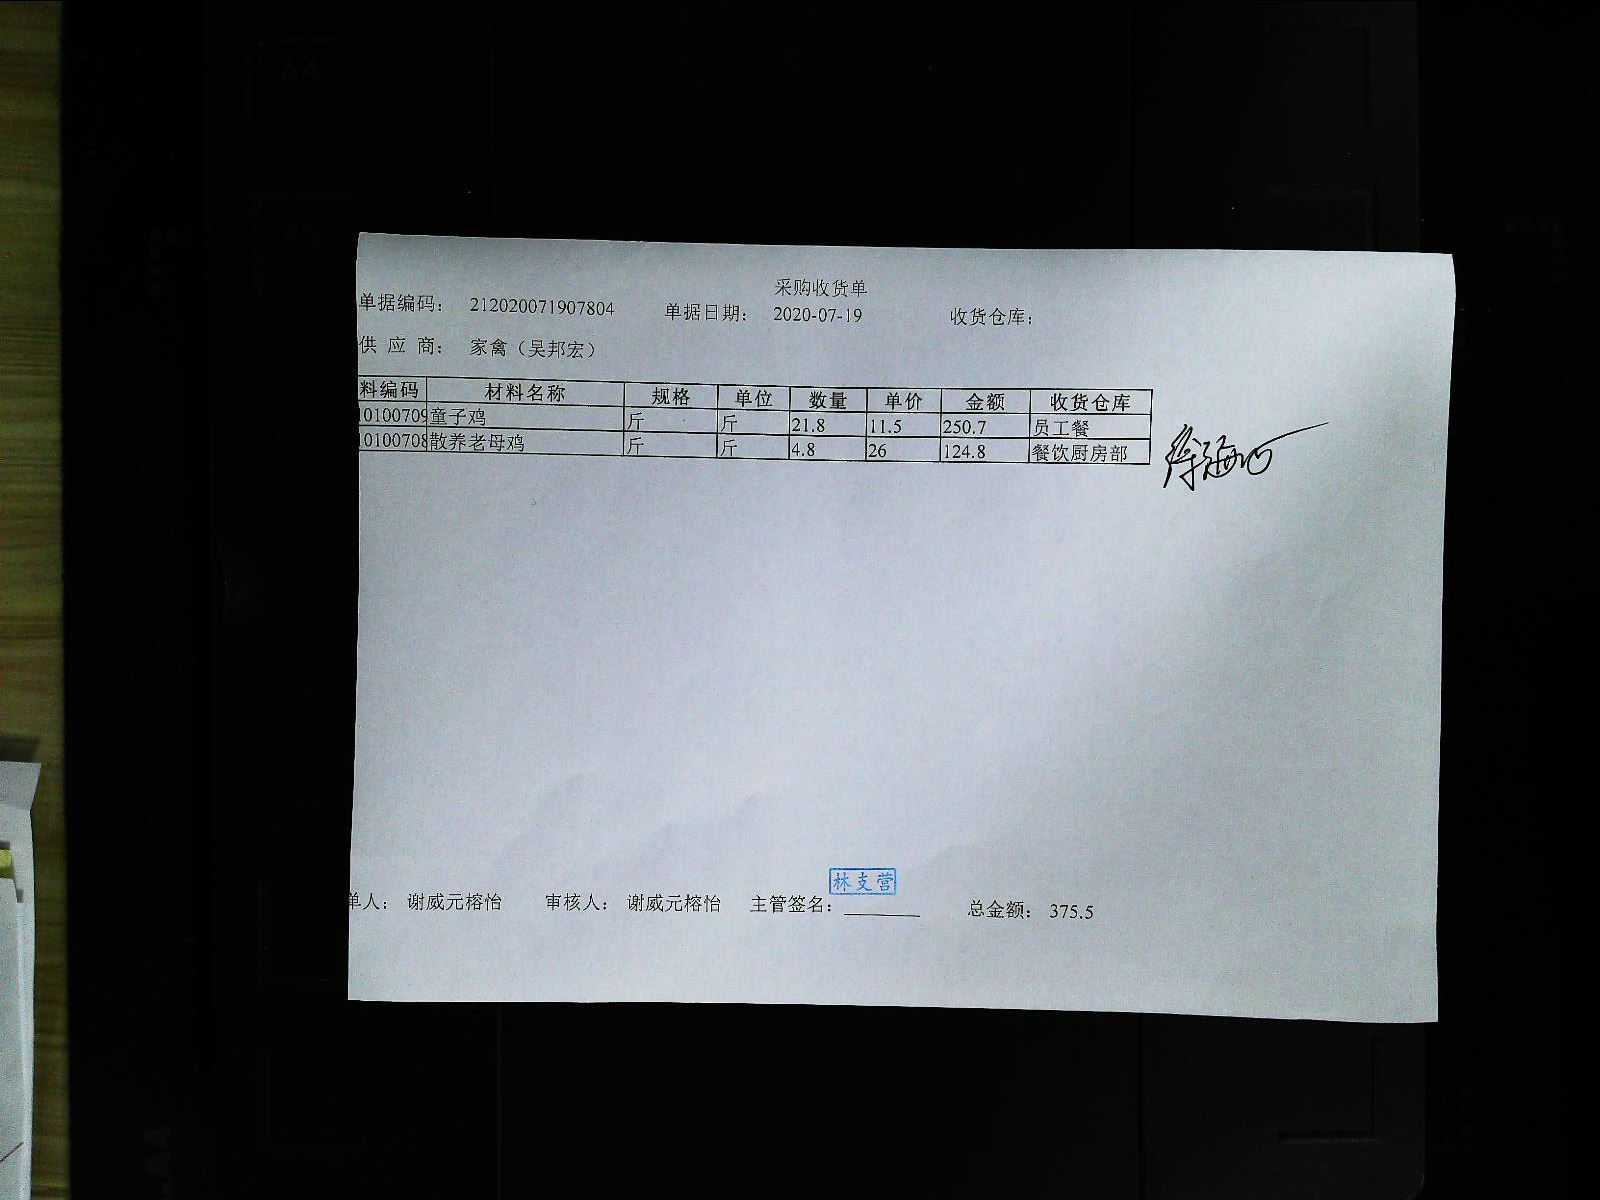 采购收货单
单据编码： 212020071907804 单据日期： 2020-07-19 收货仓库：
供 应 商： 家禽（吴邦宏）
料编码 材料名称 规格 单位 数量 单价 金额 收货仓库
10100709 童子鸡 斤 斤 21.8 11.5 250.7 员工餐
10100708 散养老母鸡 斤 斤 4.8 26 124.8 餐饮厨房部
林支营
单人： 谢威元榕怡 审核人： 谢威元榕怡 主管签名： 总金额： 375.5